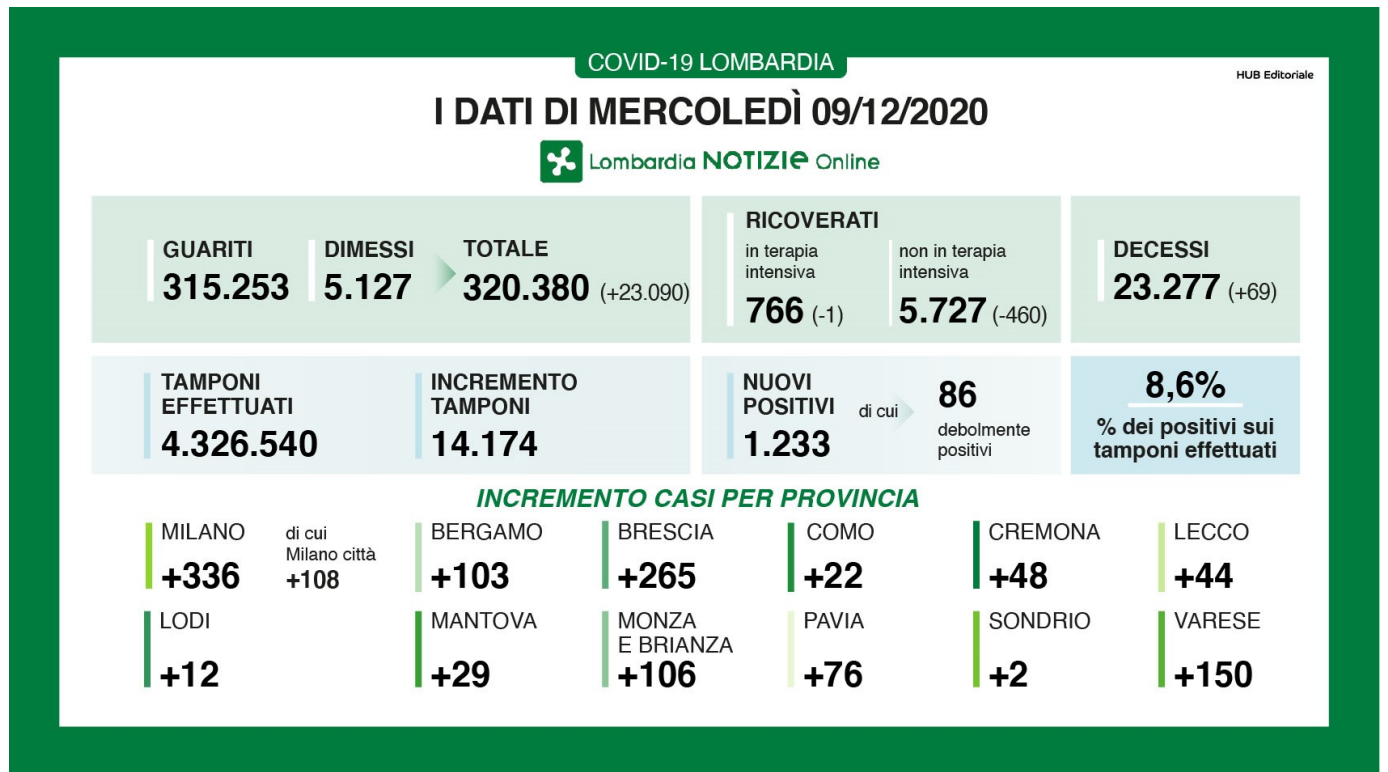 COVID-19 LOMBARDIA
HUB Editoriale
I DATI DI MERCOLEDÌ 09/12/2020
Lombardia NOTIZIE Online
GUARITI
315.253
DIMESSI
5.127
TOTALE
320.380 (+23.090)
RICOVERATI
in terapia
intensiva
766 (-1)
non in terapia
intensiva
5.727 (-460)
DECESSI
23.277 (+69)
TAMPONI
EFFETTUATI
4.326.540
INCREMENTO
TAMPONI
14.174
NUOVI
POSITIVI
1.233
di cui
86
debolmente
positivi
8,6%
% dei positivi sui
tamponi effettuati
INCREMENTO CASI PER PROVINCIA
MILANO
+336
di cui
Milano città
+108
BERGAMO
+103
BRESCIA
+265
COMO
+22
CREMONA
+48
LECCO
+44
LODI
+12
MANTOVA
+29
MONZA
E BRIANZA
+106
PAVIA
+76
SONDRIO
+2
VARESE
+150